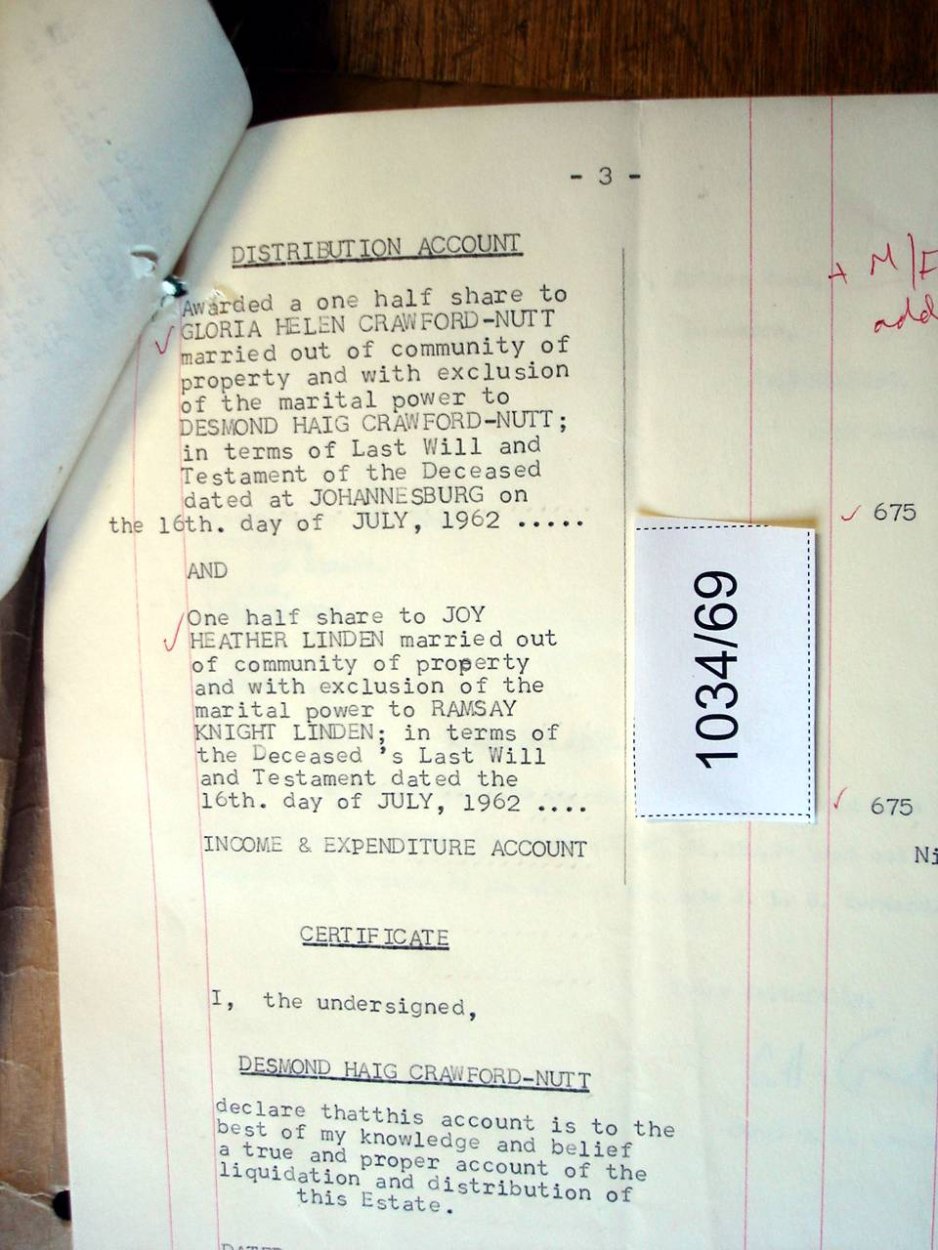 - 3 -
DISTRIBUTION ACCOUNT
+ M/E
add
Awarded a one half share to
GLORIA HELEN CRAWFORD-NUTT
married out of community of
property and with exclusion
of the marital power to
DESMOND HAIG CRAWFORD-NUTT;
in terms of Last Will and
Testament of the Deceased
dated at JOHANNESBURG on
the 16th. day of JULY, 1962 ..... 675
AND
1034/69
One half share to JOY
HEATHER LINDEN married out
of community of property
and with exclusion of the
marital power to RAMSAY
KNIGHT LINDEN; in terms of
the Deceased 's Last Will
and Testament dated the
16th. day of JULY, 1962 .... 675
INCOME & EXPENDITURE ACCOUNT Ni
CERTIFICATE
I, the undersigned,
DESMOND HAIG CRAWFORD-NUTT
declare thatthis account is to the
best of my knowledge and belief
a true and proper account of the
liquidation and distribution of
this Estate.
DATED